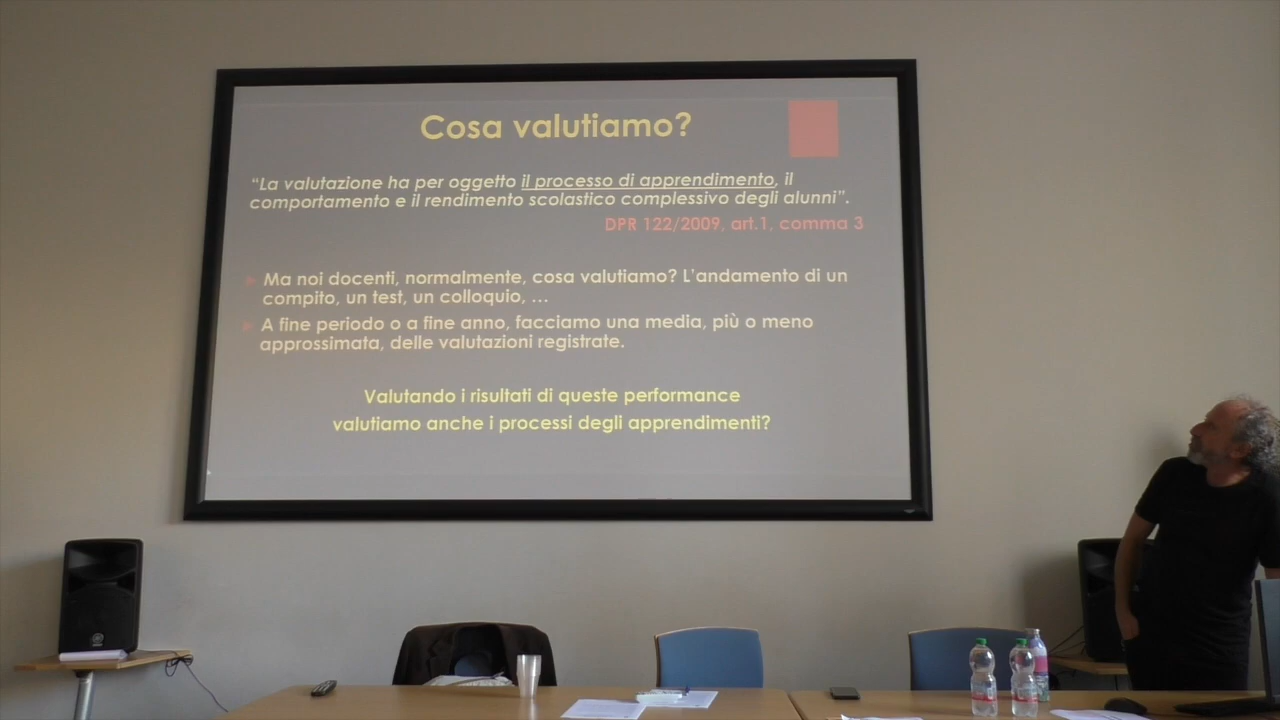 Cosa valutiamo?
“La valutazione ha per oggetto il processo di apprendimento, il
comportamento e il rendimento scolastico complessivo degli alunni”.
DPR 122/2009, art.1, comma 3
Ma noi docenti, normalmente, cosa valutiamo? L’andamento di un
compito, un test, un colloquio, …
A fine periodo o a fine anno, facciamo una media, più o meno
approssimata, delle valutazioni registrate.
Valutando i risultati di queste performance
valutiamo anche i processi degli apprendimenti?